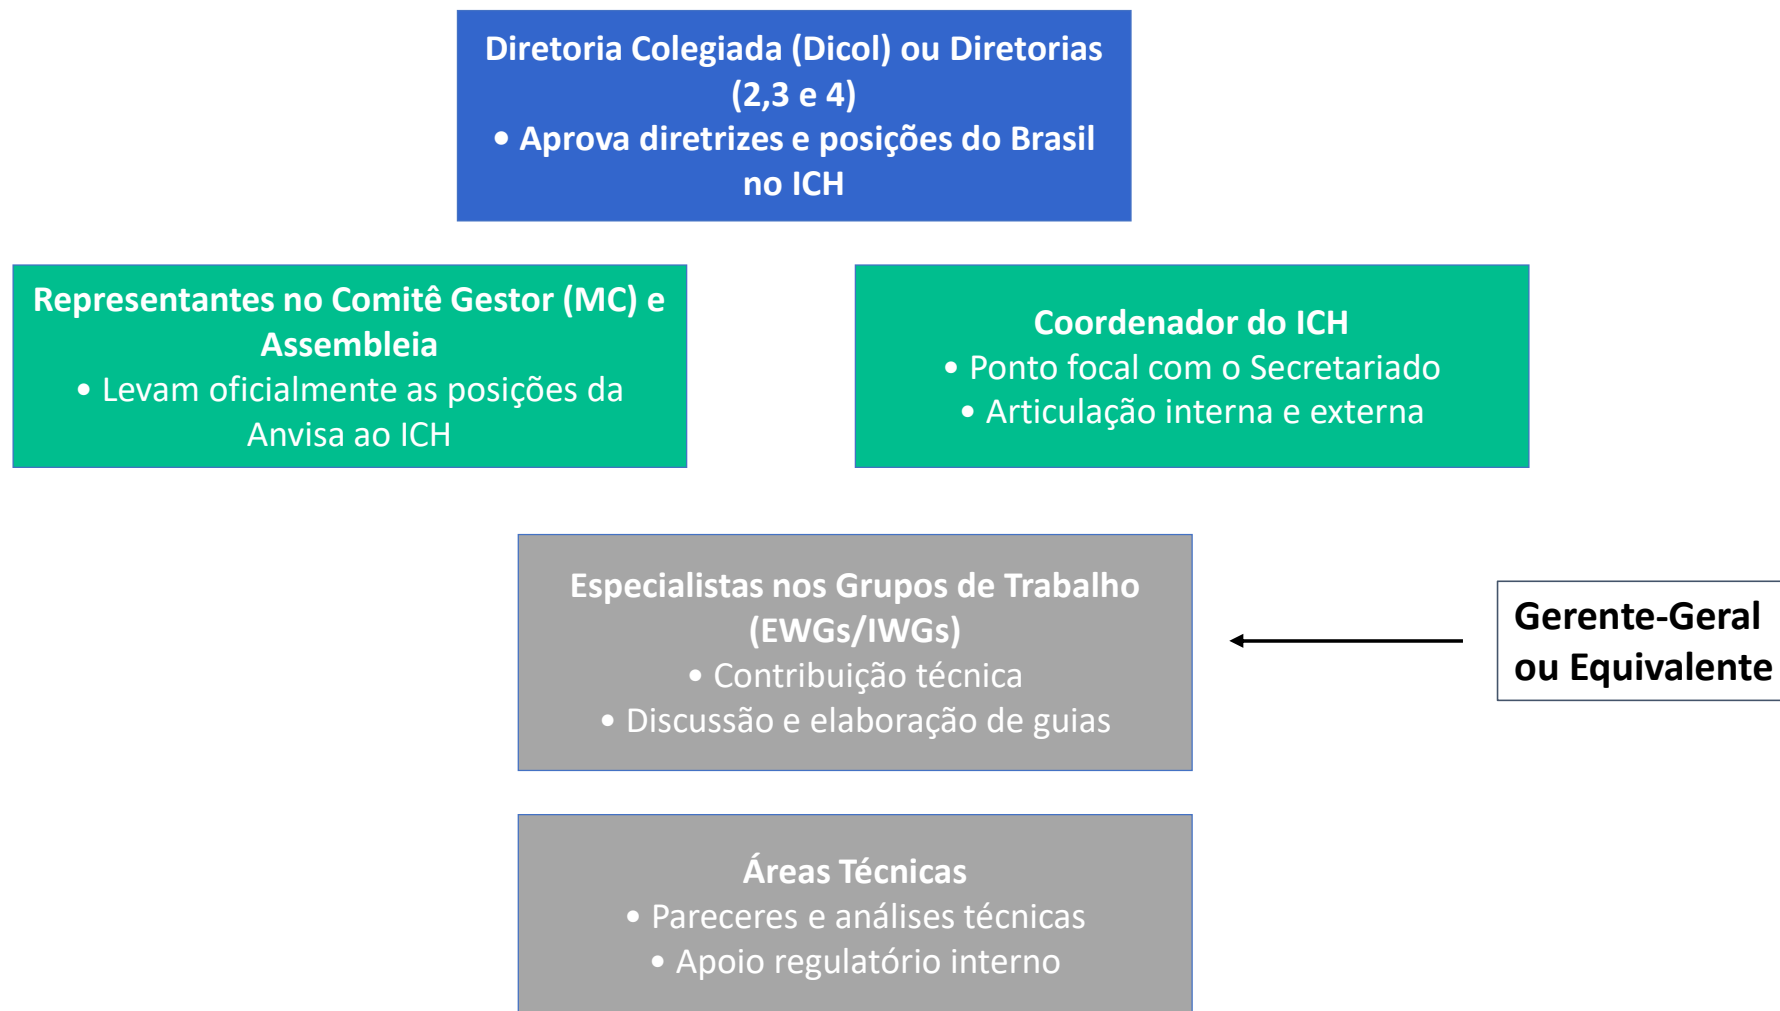 Diretoria Colegiada (Dicol) ou Diretorias
(2,3 e 4)
• Aprova diretrizes e posições do Brasil
no ICH
Representantes no Comitê Gestor (MC) e
Assembleia
• Levam oficialmente as posições da
Anvisa ao ICH
Coordenador do ICH
• Ponto focal com o Secretariado
• Articulação interna e externa
Especialistas nos Grupos de Trabalho
(EWGs/IWGs)
• Contribuição técnica
• Discussão e elaboração de guias
Gerente-Geral
ou Equivalente
Áreas Técnicas
• Pareceres e análises técnicas
• Apoio regulatório interno